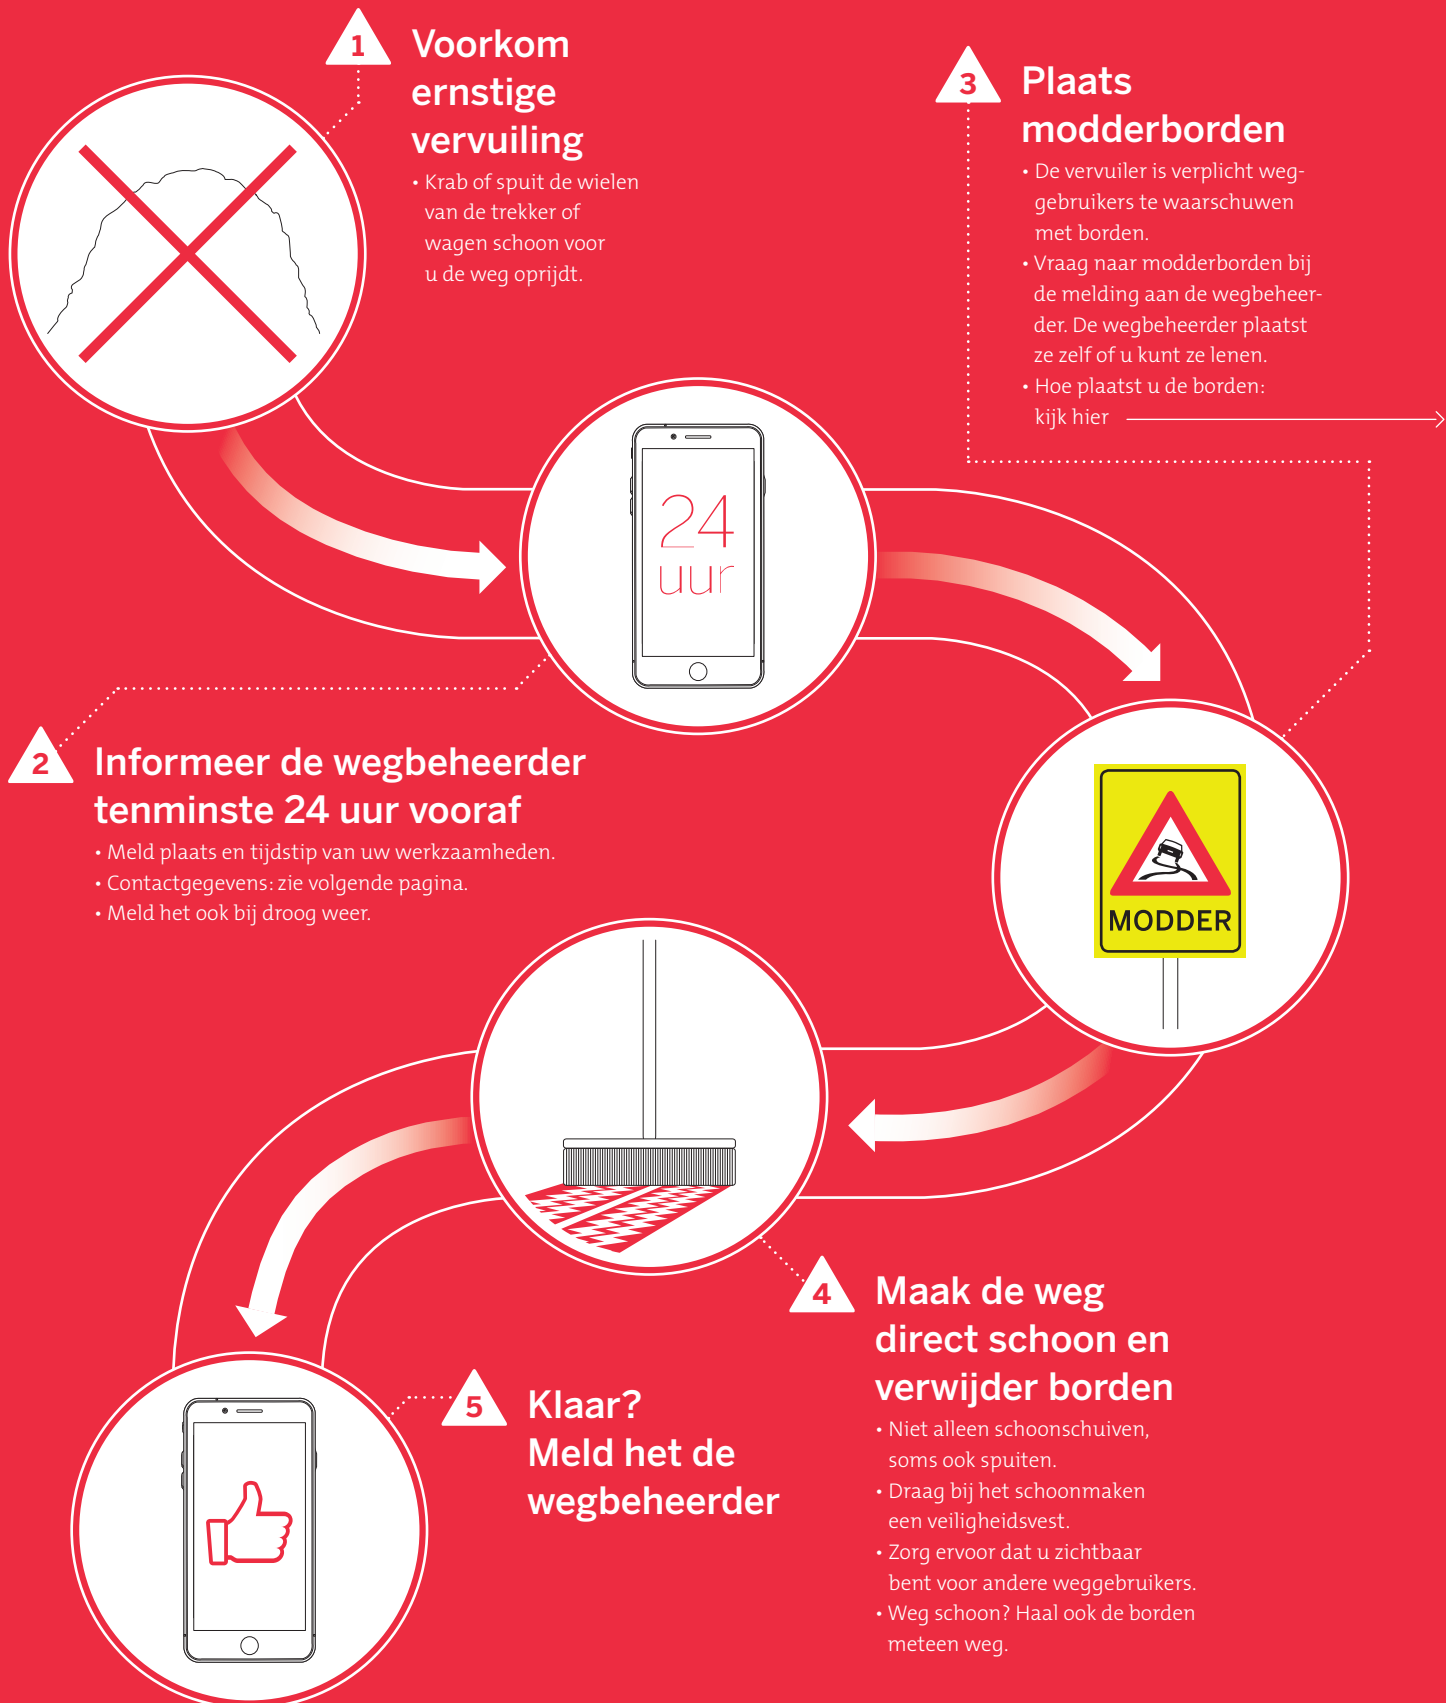 1
Voorkom
ernstige
vervuiling
• Krab of spuit de wielen
van de trekker of
wagen schoon voor
u de weg oprijdt.
24
uur
2
Informeer de wegbeheerder
tenminste 24 uur vooraf
• Meld plaats en tijdstip van uw werkzaamheden.
• Contactgegevens: zie volgende pagina.
• Meld het ook bij droog weer.
3
Plaats
modderborden
• De vervuiler is verplicht weg-
gebruikers te waarschuwen
met borden.
• Vraag naar modderborden bij
de melding aan de wegbeheer-
der. De wegbeheerder plaatst
ze zelf of u kunt ze lenen.
• Hoe plaatst u de borden:
kijk hier
MODDER
4
Maak de weg
direct schoon en
verwijder borden
• Niet alleen schoonschuiven,
soms ook spuiten.
• Draag bij het schoonmaken
een veiligheidsvest.
• Zorg ervoor dat u zichtbaar
bent voor andere weggebruikers.
• Weg schoon? Haal ook de borden
meteen weg.
5
Klaar?
Meld het de
wegbeheerder